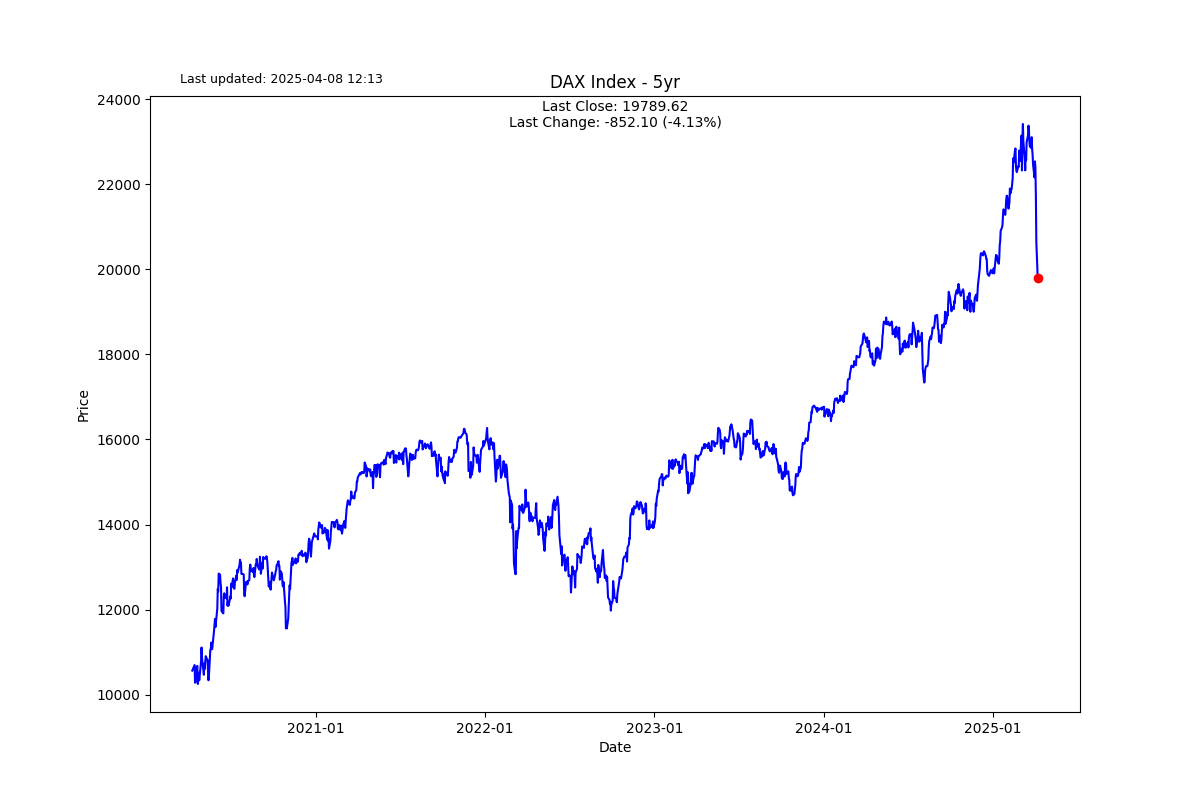 Last updated: 2025-04-08 12:13
DAX Index - 5yr
Last Close: 19789.62
Last Change: -852.10 (-4.13%)
24000
22000
20000
18000
16000
14000
12000
10000
Price
2021-01
2022-01
2023-01
2024-01
2025-01
Date